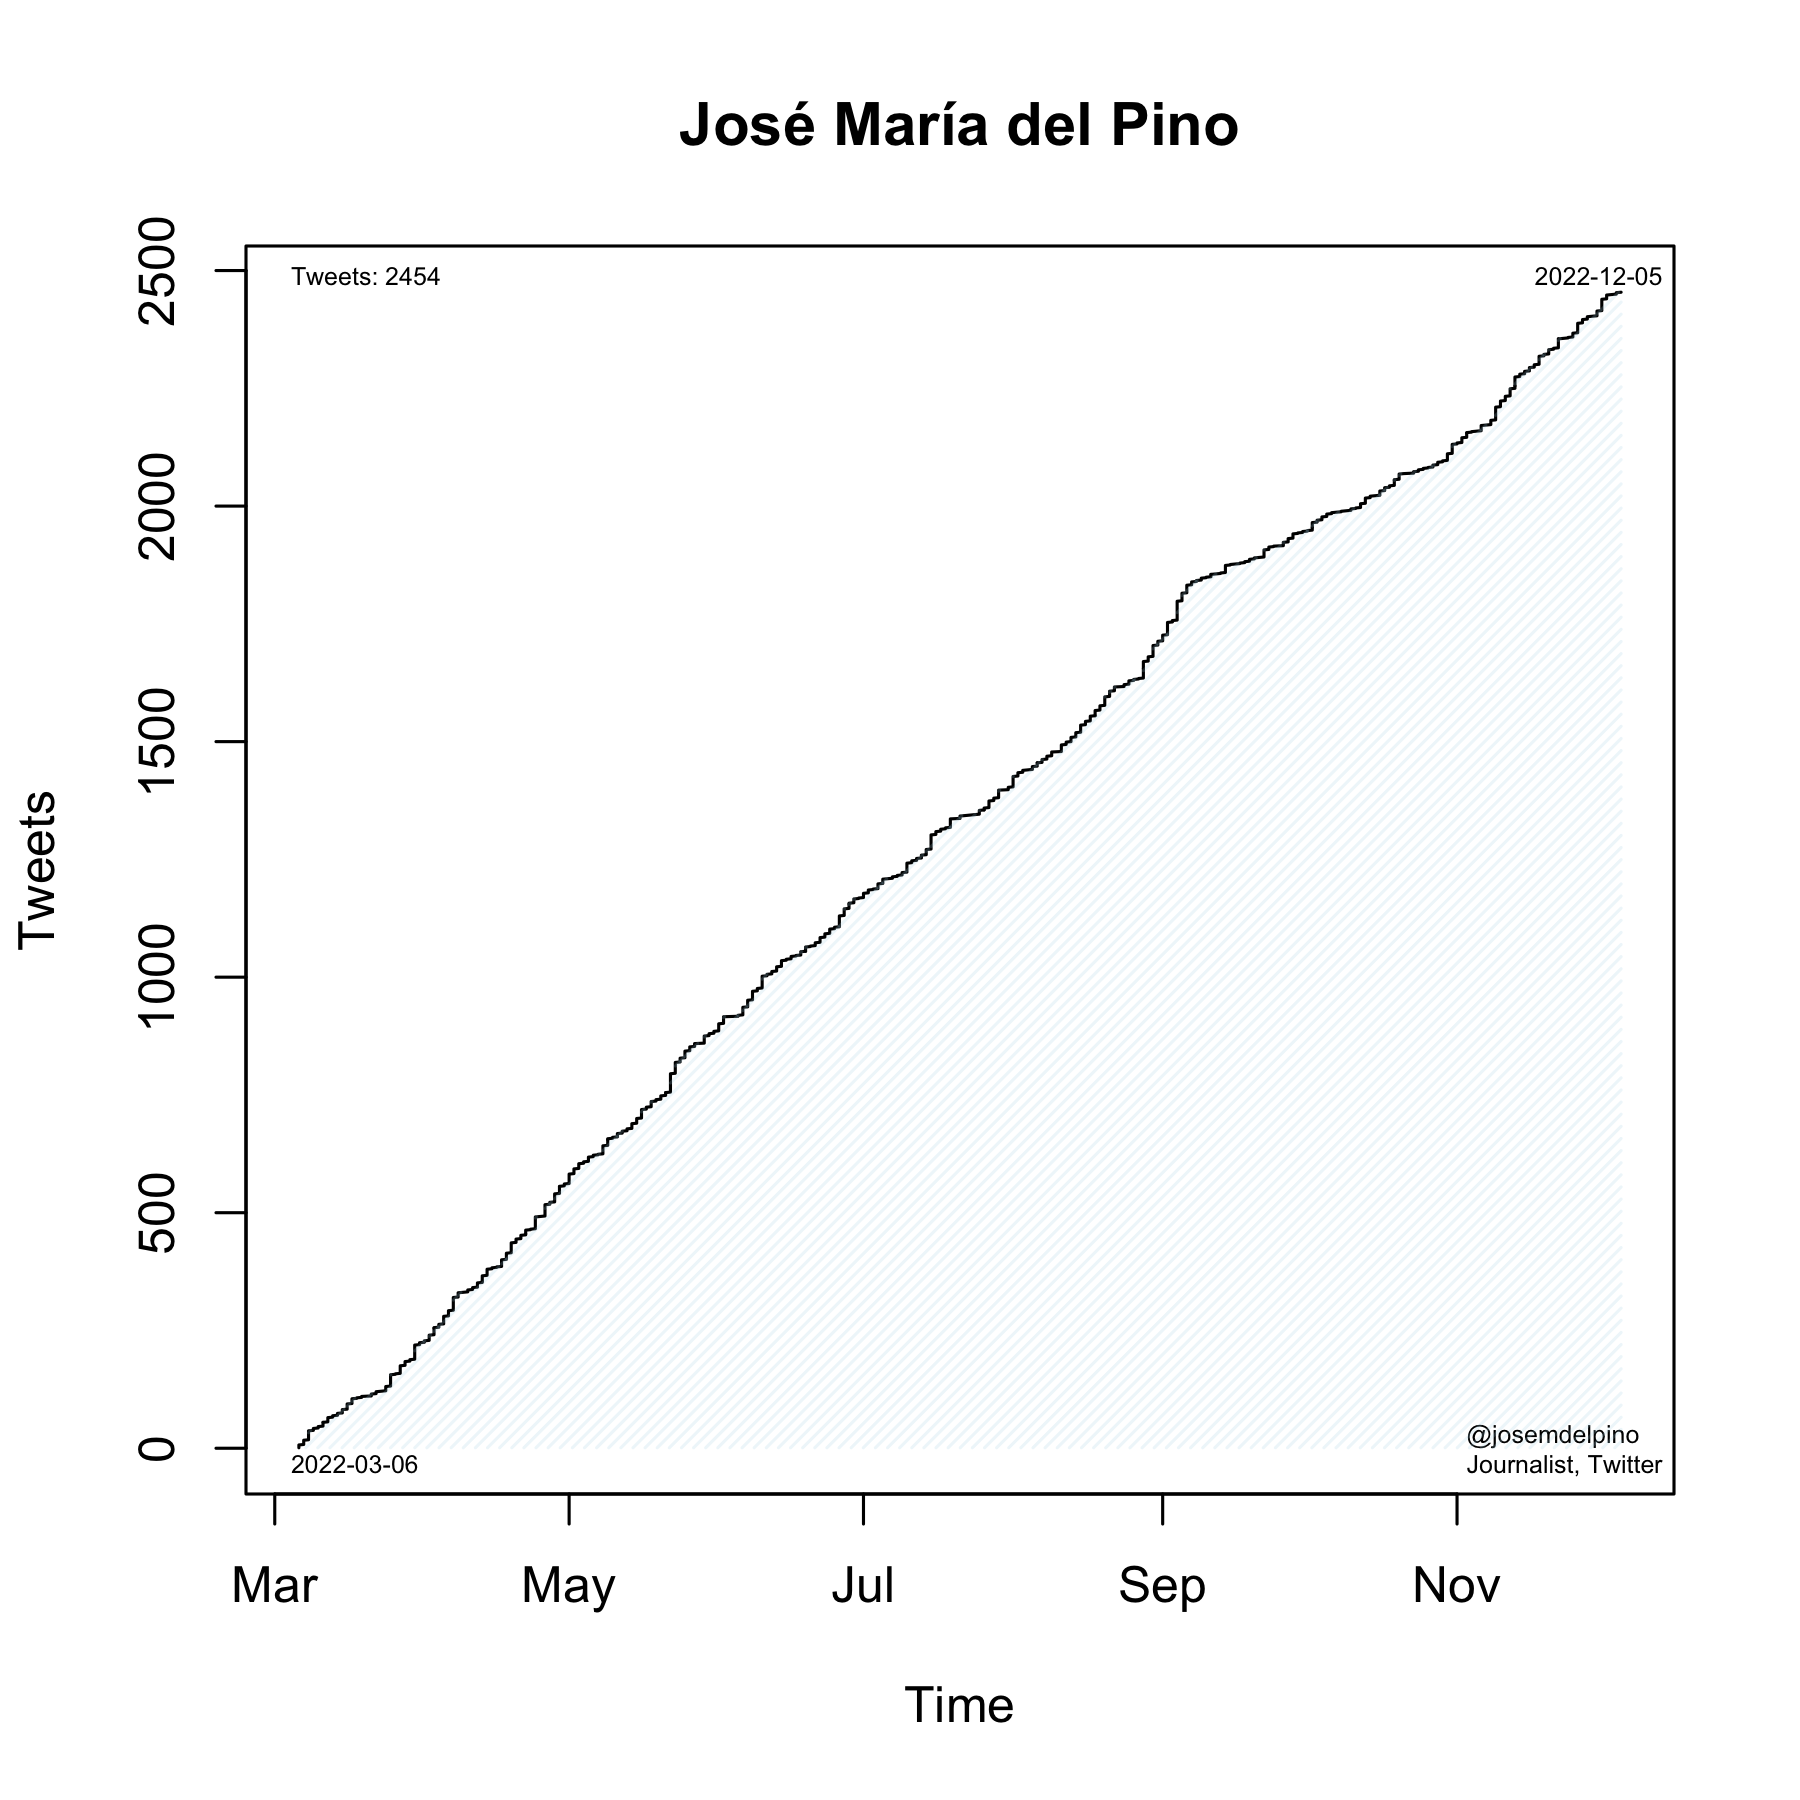 José María del Pino
Tweets: 2454
2022-12-05
2500
2000
1500
1000
500
0
Tweets
2022-03-06
@josemdelpino
Journalist, Twitter
Mar
May
Jul
Sep
Nov
Time